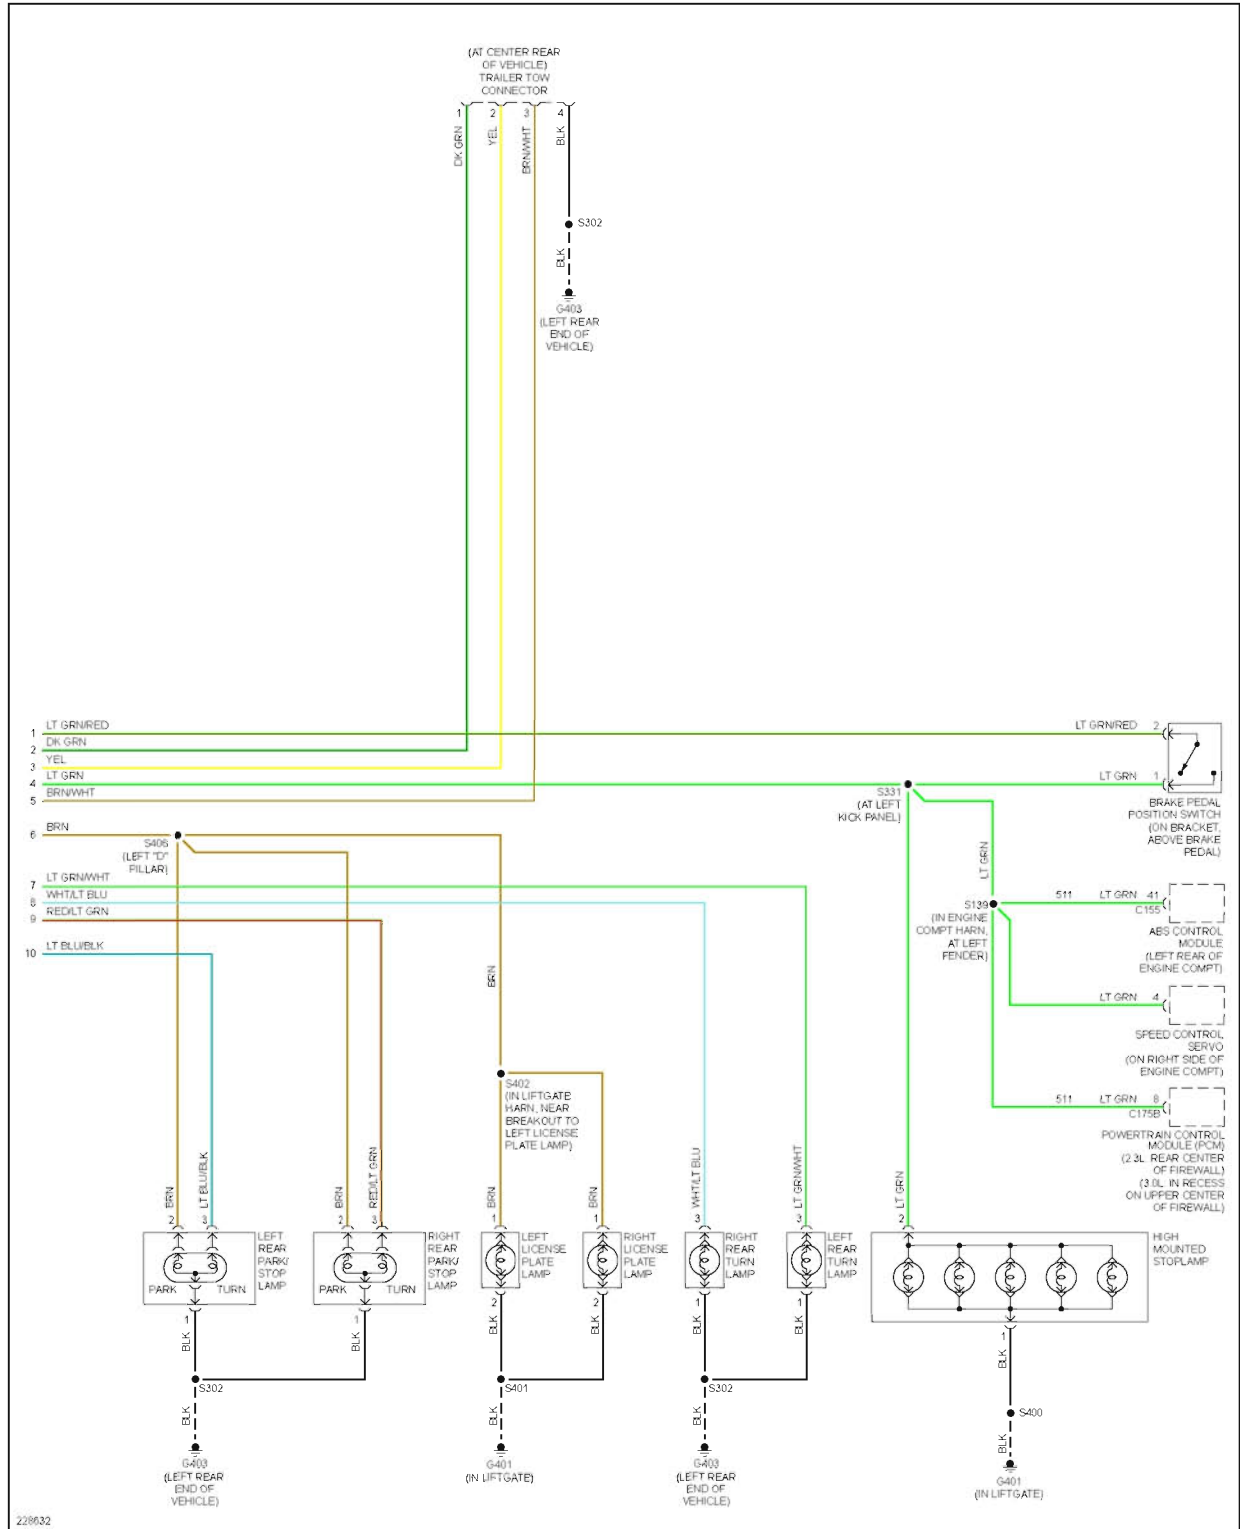 (AT CENTER REAR
OF VEHICLE)
TRAILER TOW
CONNECTOR
1
2
3
4
DK GRN
YEL
BRN/WHT
BLK
S302
BLK
G403
(LEFT REAR
END OF
VEHICLE)
1 LT GRN/RED
LT GRN/RED 2
2 DK GRN
3 YEL
4 LT GRN
LT GRN 1
5 BRN/WHT
S331
(AT LEFT
KICK PANEL)
BRAKE PEDAL
POSITION SWITCH
(ON BRACKET,
ABOVE BRAKE
PEDAL)
6 BRN
S406
(LEFT "D"
PILLAR)
LT GRN
7 LT GRN/WHT
8 WHT/LT BLU
9 RED/LT GRN
10 LT BLU/BLK
S139
(IN ENGINE
COMPT HARN,
AT LEFT
FENDER)
511 LT GRN 41
C155
ABS CONTROL
MODULE
(LEFT REAR OF
ENGINE COMPT)
BRN
LT GRN 4
SPEED CONTROL
SERVO
(ON RIGHT SIDE OF
ENGINE COMPT)
S402
(IN LIFTGATE
HARN, NEAR
BREAKOUT TO
LEFT LICENSE
PLATE LAMP)
511 LT GRN 8
C175B
POWERTRAIN CONTROL
MODULE (PCM)
(2.3L REAR CENTER
OF FIREWALL)
(3.0L IN RECESS
ON UPPER CENTER
OF FIREWALL)
BRN
LT BLU/BLK
BRN
RED/LT GRN
BRN
BRN
WHT/LT BLU
LT GRN/WHT
LT GRN
2
3
2
3
1
1
3
3
2
LEFT
REAR
PARK/
STOP
LAMP
PARK
TURN
RIGHT
REAR
PARK/
STOP
LAMP
PARK
TURN
LEFT
LICENSE
PLATE
LAMP
RIGHT
LICENSE
PLATE
LAMP
RIGHT
REAR
TURN
LAMP
LEFT
REAR
TURN
LAMP
HIGH
MOUNTED
STOPLAMP
1
1
2
2
1
1
1
BLK
BLK
BLK
BLK
BLK
BLK
BLK
S302
S401
S302
S400
BLK
BLK
BLK
BLK
G403
(LEFT REAR
END OF
VEHICLE)
G401
(IN LIFTGATE)
G403
(LEFT REAR
END OF
VEHICLE)
G401
(IN LIFTGATE)
228632